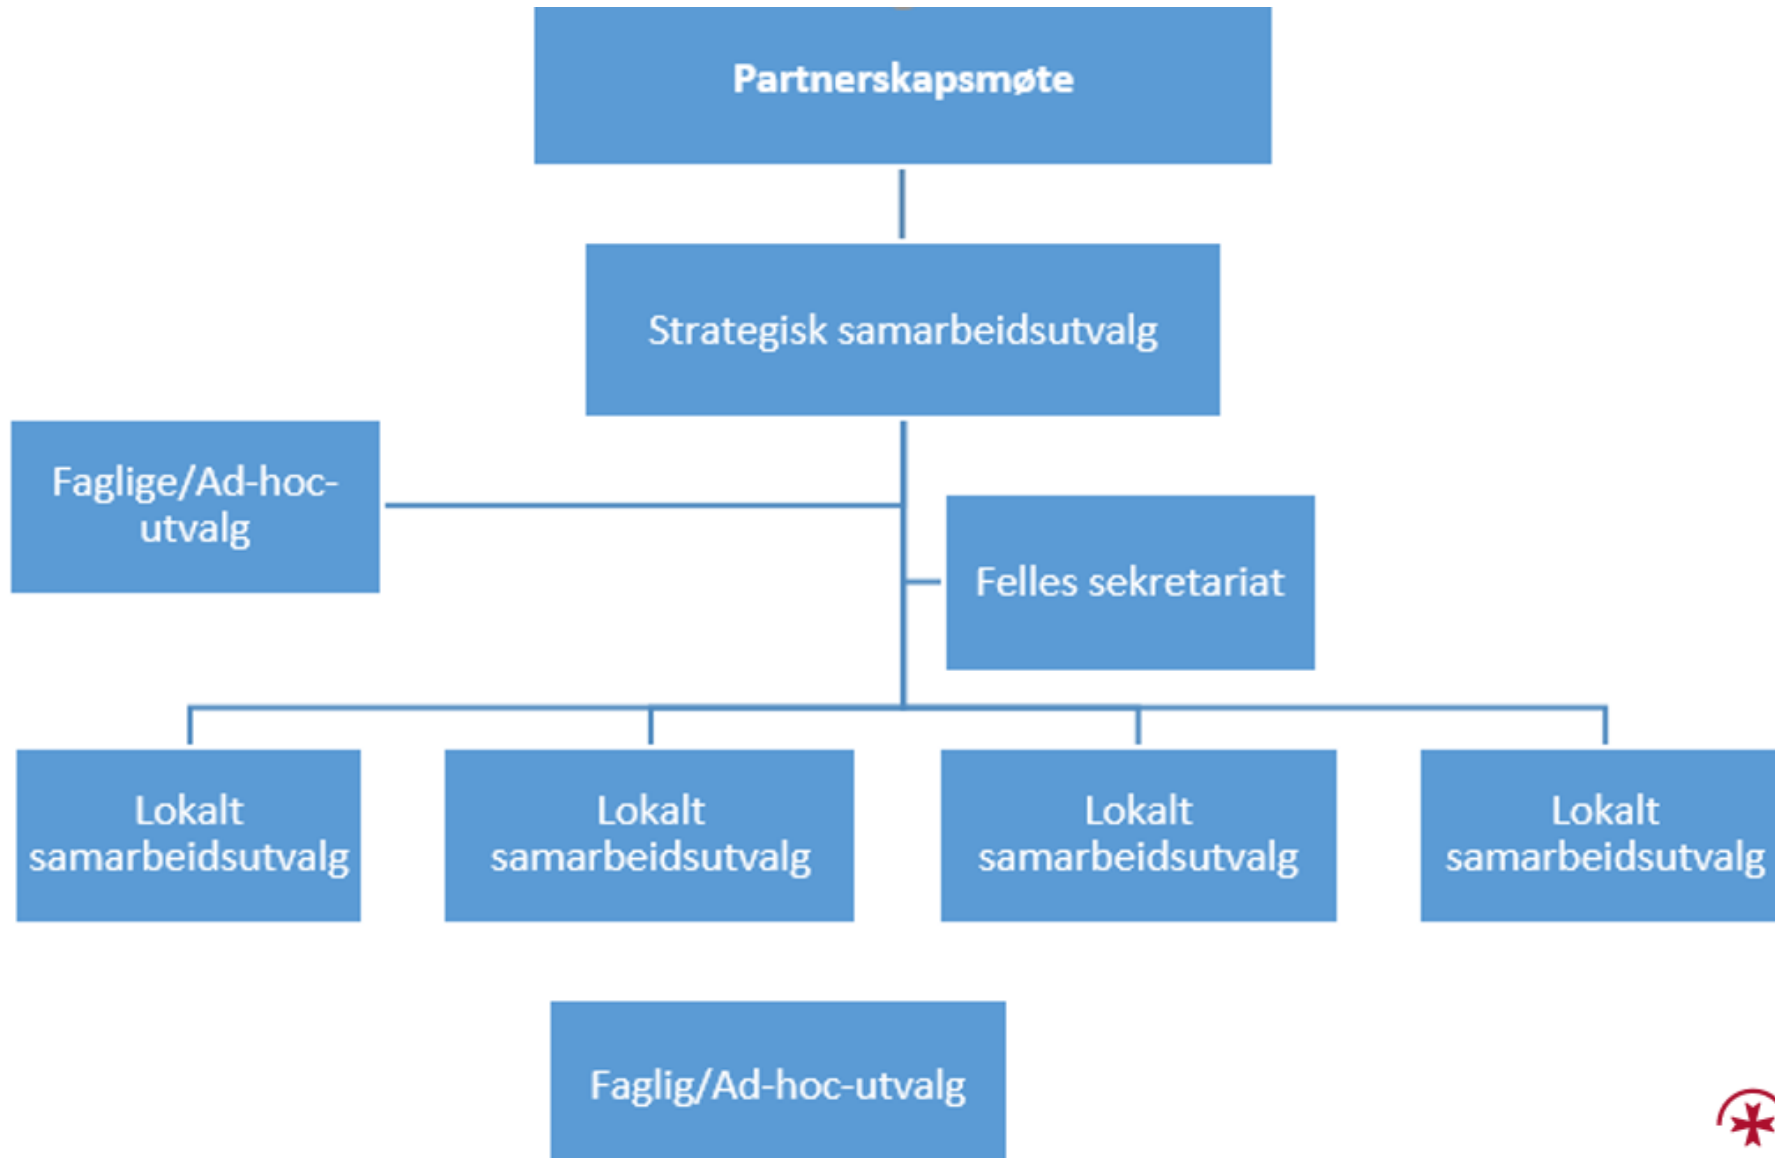 Partnerskapsmøte
Strategisk samarbeidsutvalg
Faglige/Ad-hoc-
utvalg
Felles sekretariat
Lokalt
samarbeidsutvalg
Lokalt
samarbeidsutvalg
Lokalt
samarbeidsutvalg
Lokalt
samarbeidsutvalg
Faglig/Ad-hoc-utvalg